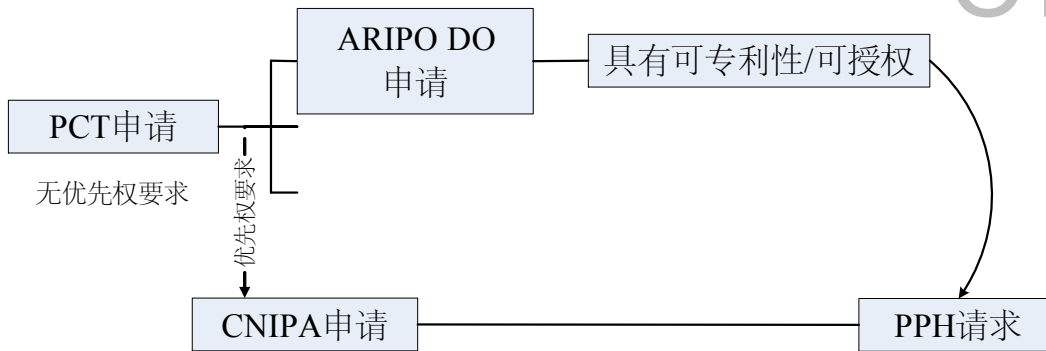 ARIPO DO
申请
具有可专利性/可授权
PCT申请
无优先权要求
优先权要求
CNIPA申请
PPH请求